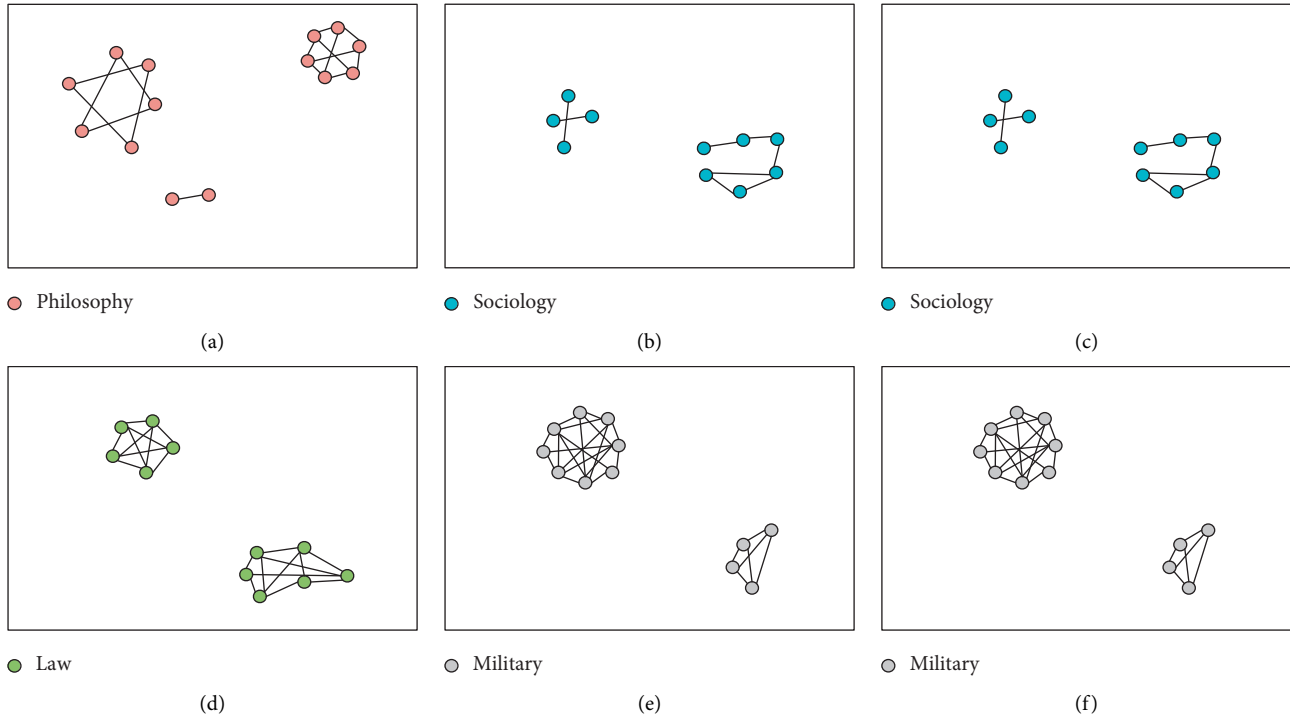 Philosophy
(a)
Sociology
(b)
Sociology
(c)
Law
(d)
Military
(e)
Military
(f)